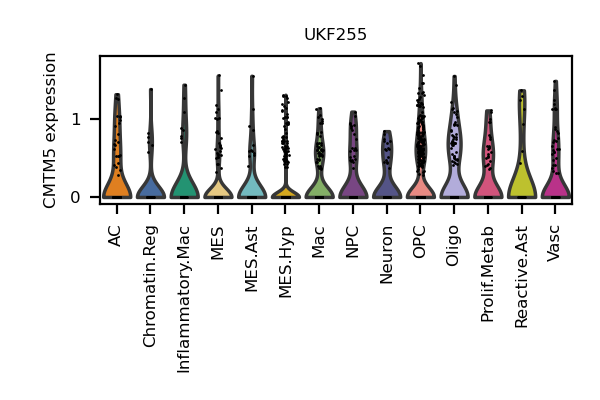 UKF255
CMTM5 expression
1
0
AC
Chromatin.Reg
Inflammatory.Mac
MES
MES.Ast
MES.Hyp
Mac
NPC
Neuron
OPC
Oligo
Prolif.Metab
Reactive.Ast
Vasc